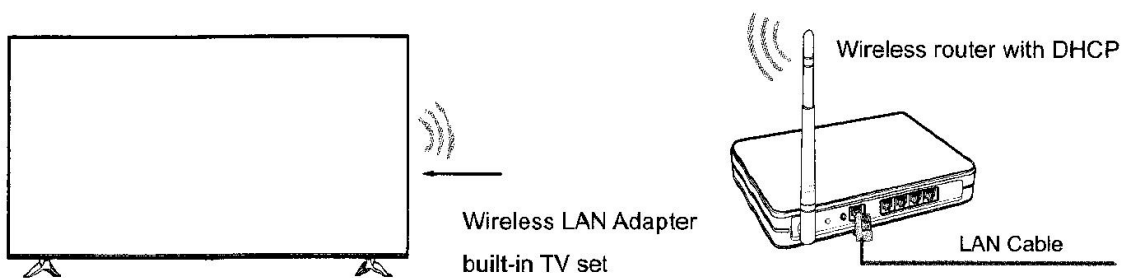 Wireless router with DHCP
Wireless LAN Adapter
built-in TV set
LAN Cable